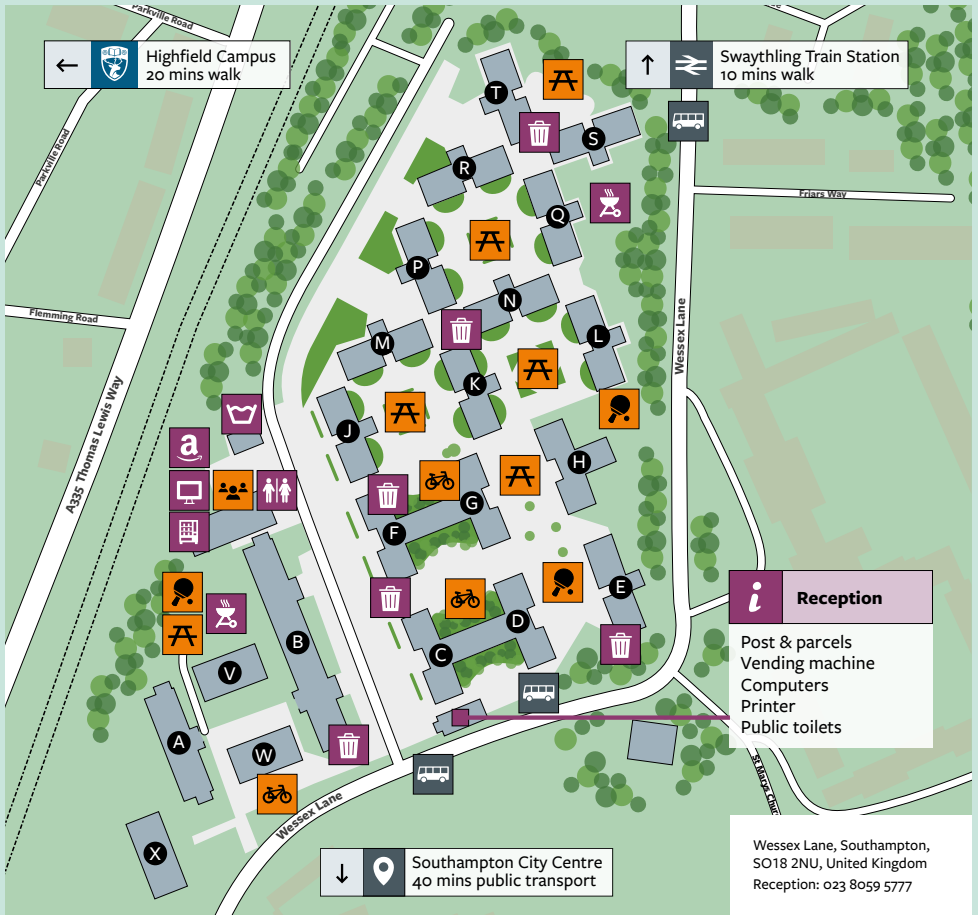 Parkville Road
Highfield Campus
20 mins walk
Swaythling Train Station
10 mins walk
Parkville Road
T
S
R
Friars Way
Q
P
N
Flemming Road
M
L
Wessex Lane
K
A335 Thomas Lewis Way
J
a
H
G
F
E
D
C
B
V
A
W
X
i
Reception
Post & parcels
Vending machine
Computers
Printer
Public toilets
Wessex Lane
St Marys
Southampton City Centre
40 mins public transport
Wessex Lane, Southampton,
SO18 2NU, United Kingdom
Reception: 023 8059 5777